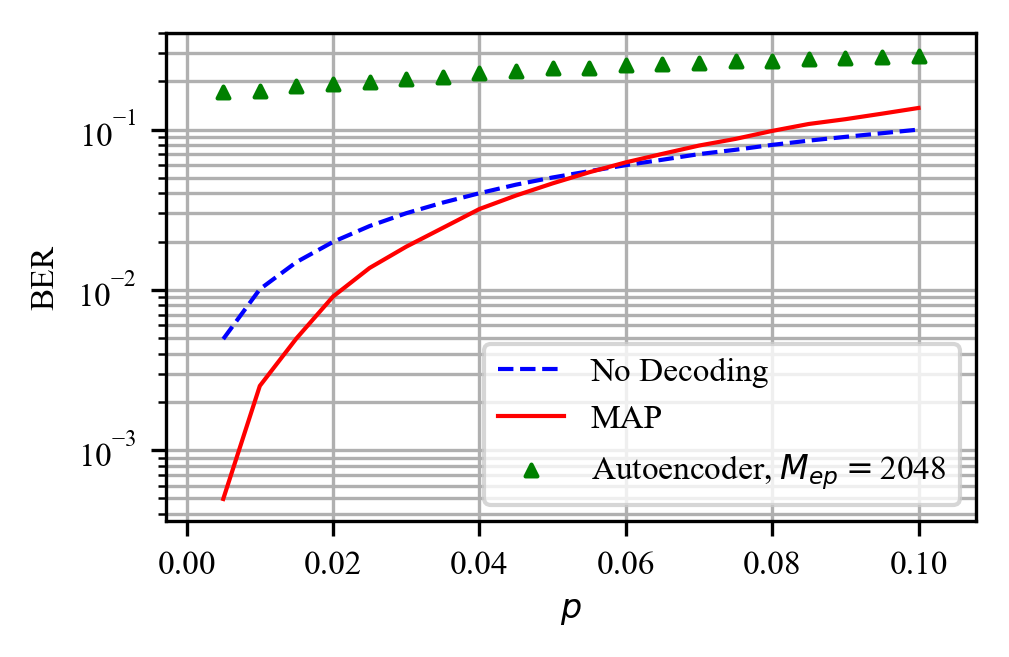 10⁻¹
10⁻²
10⁻³
BER
No Decoding
MAP
Autoencoder, Mₑₚ = 2048
0.00 0.02 0.04 0.06 0.08 0.10
p